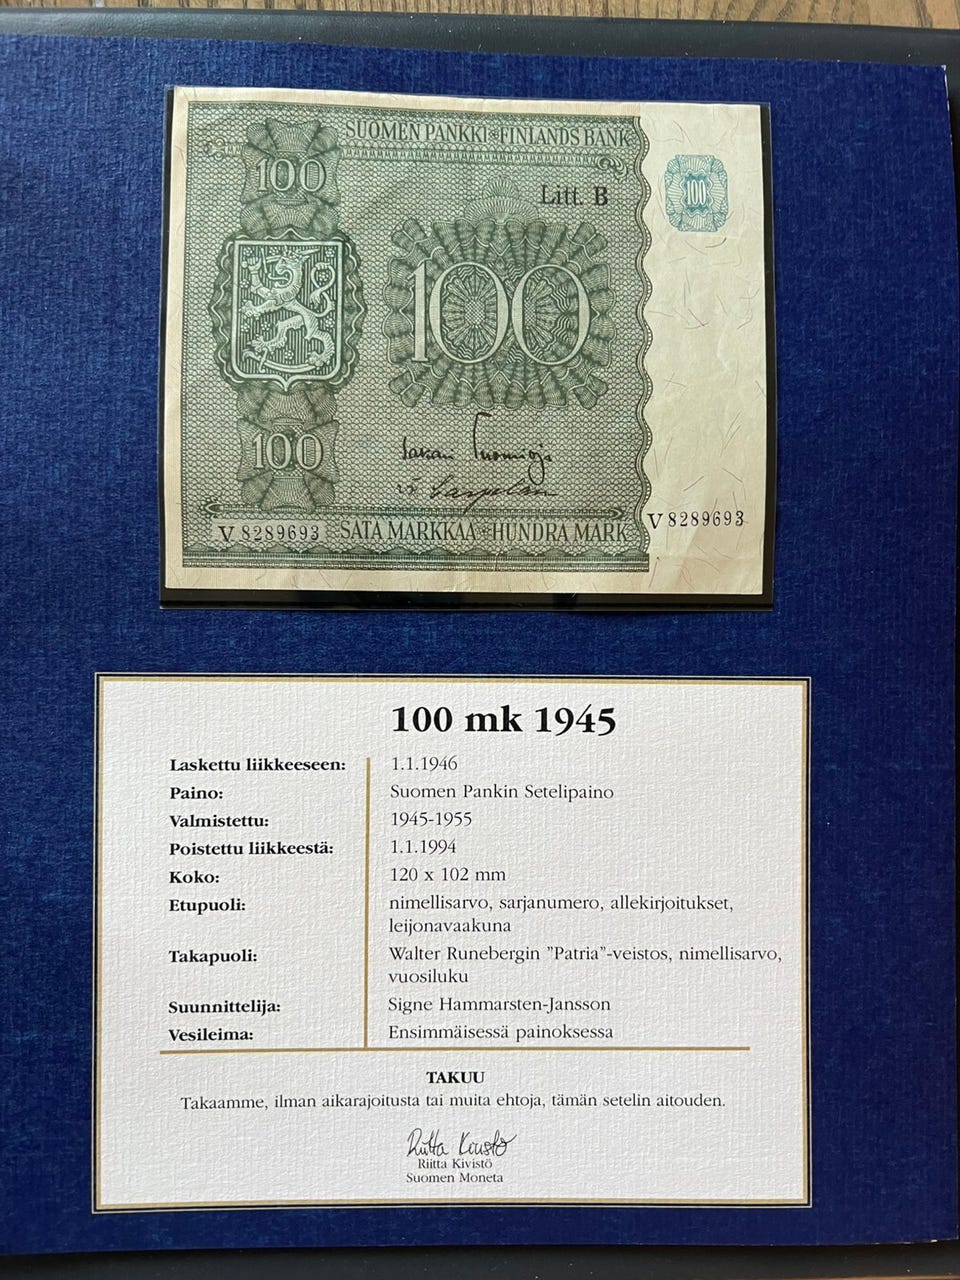 SUOMEN PANKKI FINLANDS BANK
100
100
Litt. B
100
100
V 8289693
SATA MARKKAA HUNDRA MARK
V 8289693
100 mk 1945
Laskettu liikkeeseen: 1.1.1946
Paino: Suomen Pankin Setelipaino
Valmistettu: 1945-1955
Poistettu liikkeestä: 1.1.1994
Koko: 120 x 102 mm
Etupuoli: nimellisarvo, sarjanumero, allekirjoitukset,
leijonavaakuna
Takapuoli: Walter Runebergin "Patria"-veistos, nimellisarvo,
vuosiluku
Suunnittelija: Signe Hammarsten-Jansson
Vesileima: Ensimmäisessä painoksessa
TAKUU
Takaamme, ilman aikarajoitusta tai muita ehtoja, tämän setelin aitouden.
Riitta Kivistö
Riitta Kivistö
Suomen Moneta